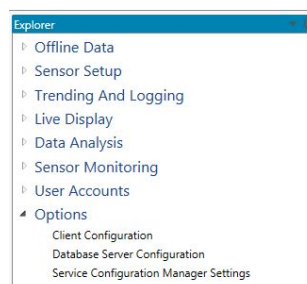 Explorer
Offline Data
Sensor Setup
Trending And Logging
Live Display
Data Analysis
Sensor Monitoring
User Accounts
Options
Client Configuration
Database Server Configuration
Service Configuration Manager Settings